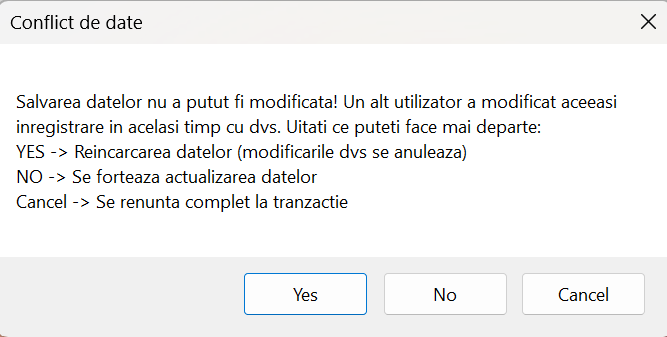 Conflict de date
Salvarea datelor nu a putut fi modificata! Un alt utilizator a modificat aceeasi
inregistrare in acelasi timp cu dvs. Uitati ce puteti face mai departe:
YES -> Reincarcarea datelor (modificarile dvs se anuleaza)
NO -> Se forteaza actualizarea datelor
Cancel -> Se renunta complet la tranzactie
Yes
No
Cancel